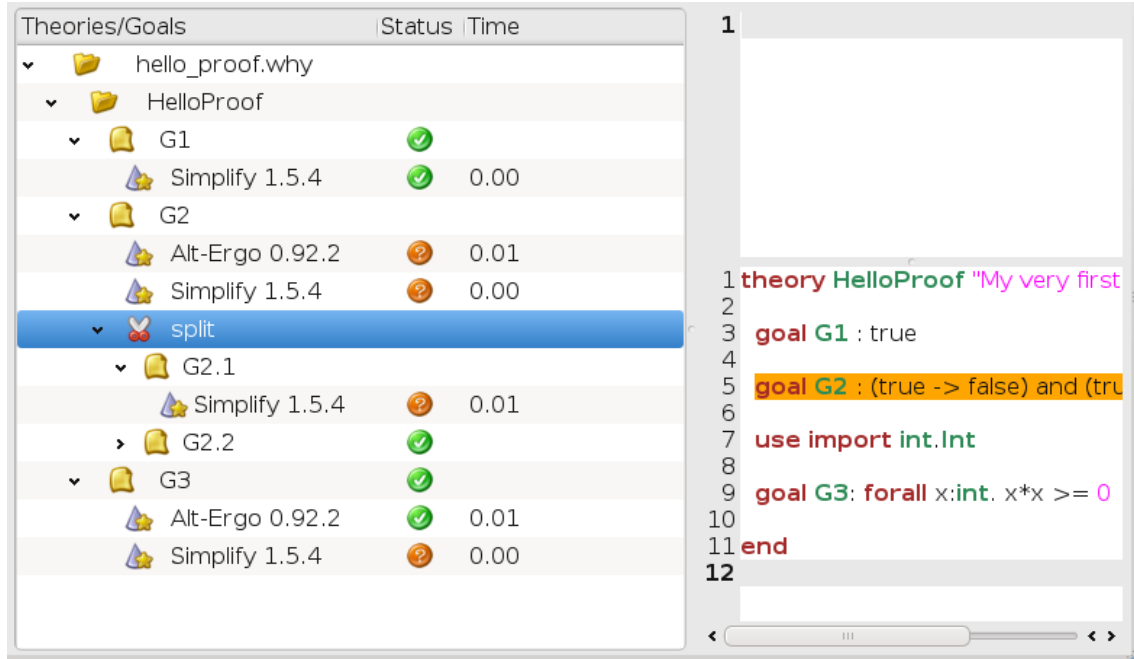 Theories/Goals Status Time
hello_proof.why
HelloProof
G1
Simplify 1.5.4 0.00
G2
Alt-Ergo 0.92.2 0.01
Simplify 1.5.4 0.00
split
G2.1
Simplify 1.5.4 0.01
G2.2
G3
Alt-Ergo 0.92.2 0.01
Simplify 1.5.4 0.00
1
1 theory HelloProof "My very first
2
3 goal G1 : true
4
5 goal G2 : (true -> false) and (tru
6
7 use import int.Int
8
9 goal G3: forall x:int. x*x >= 0
10
11 end
12